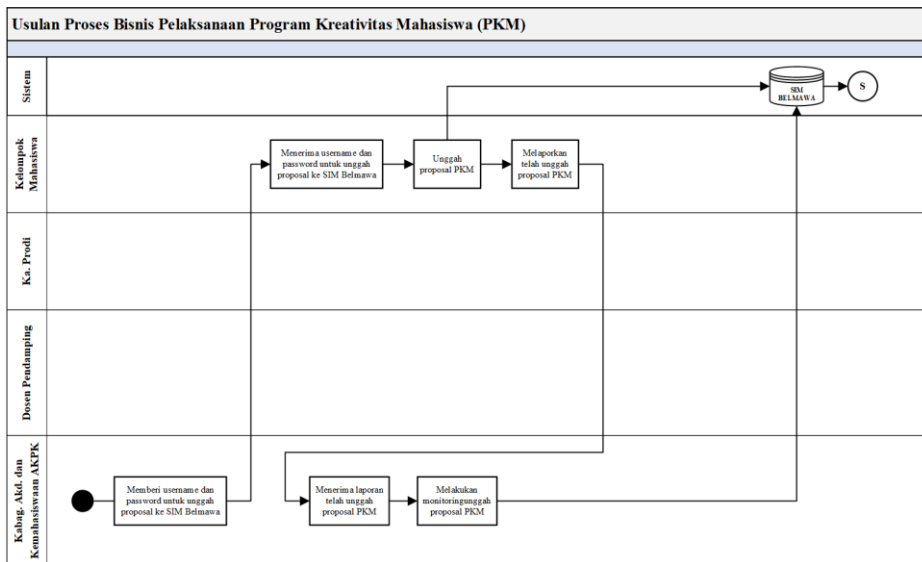 Usulan Proses Bisnis Pelaksanaan Program Kreativitas Mahasiswa (PKM)
Sistem
SIM
BELMAWA
S
Kelompok
Mahasiswa
Menerima username dan
password untuk unggah
proposal ke SIM Belmawa
Unggah
proposal PKM
Melaporkan
telah unggah
proposal PKM
Ka. Prodi
Dosen Pendamping
Kabag. Akd. dan
Kemahasiswaan AKPK
Memberi username dan
password untuk unggah
proposal ke SIM Belmawa
Menerima laporan
telah unggah
proposal PKM
Melakukan
monitoringunggah
proposal PKM